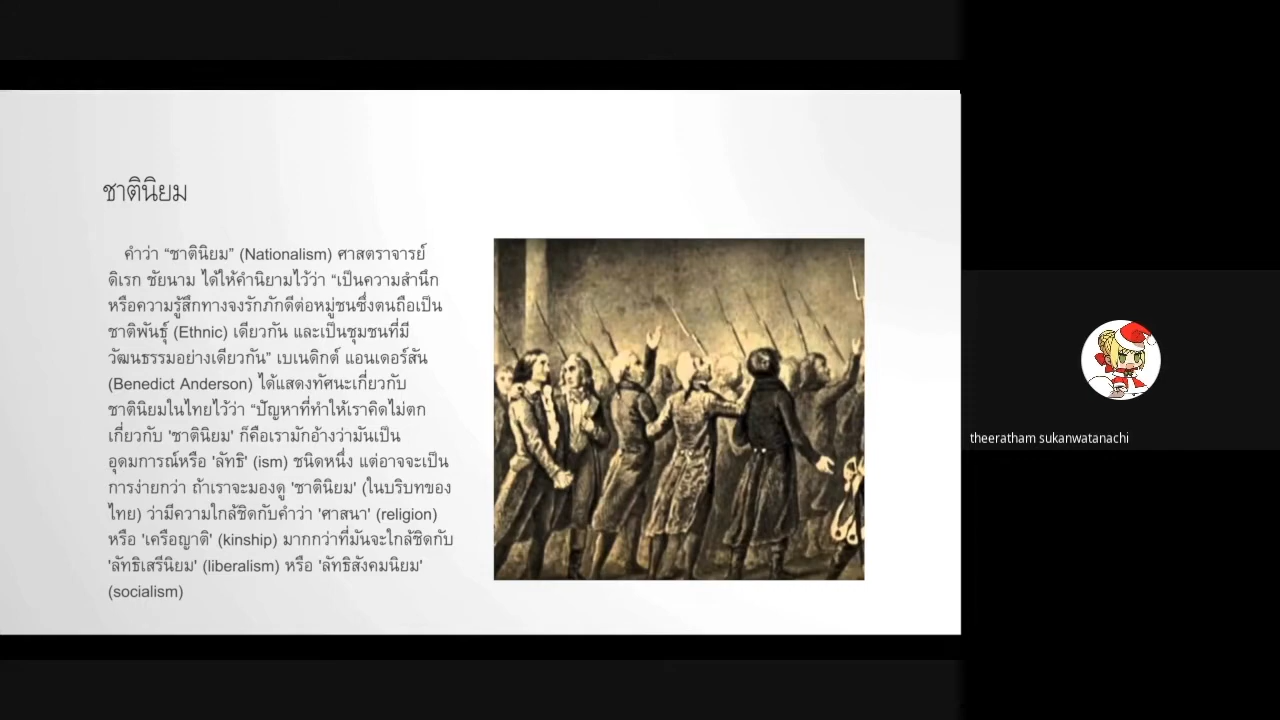 ชาตินิยม
คำว่า “ชาตินิยม” (Nationalism) ศาสตราจารย์
ดิเรก ชัยนาม ได้ให้คำนิยามไว้ว่า “เป็นความสำนึก
หรือความรู้สึกทางจงรักภักดีต่อหมู่ชนซึ่งตนถือเป็น
ชาติพันธุ์ (Ethnic) เดียวกัน และเป็นชุมชนที่มี
วัฒนธรรมอย่างเดียวกัน” เบเนดิกต์ แอนเดอร์สัน
(Benedict Anderson) ได้แสดงทัศนะเกี่ยวกับ
ชาตินิยมในไทยไว้ว่า “ปัญหาที่ทำให้เราคิดไม่ตก
เกี่ยวกับ 'ชาตินิยม' ก็คือเรามักอ้างว่ามันเป็น
อุดมการณ์หรือ 'ลัทธิ' (ism) ชนิดหนึ่ง แต่อาจจะเป็น
การง่ายกว่า ถ้าเราจะมองดู 'ชาตินิยม' (ในบริบทของ
ไทย) ว่ามีความใกล้ชิดกับคำว่า 'ศาสนา' (religion)
หรือ 'เครือญาติ' (kinship) มากกว่าที่มันจะใกล้ชิดกับ
'ลัทธิเสรีนิยม' (liberalism) หรือ 'ลัทธิสังคมนิยม'
(socialism)
theeratham sukanwatanachi